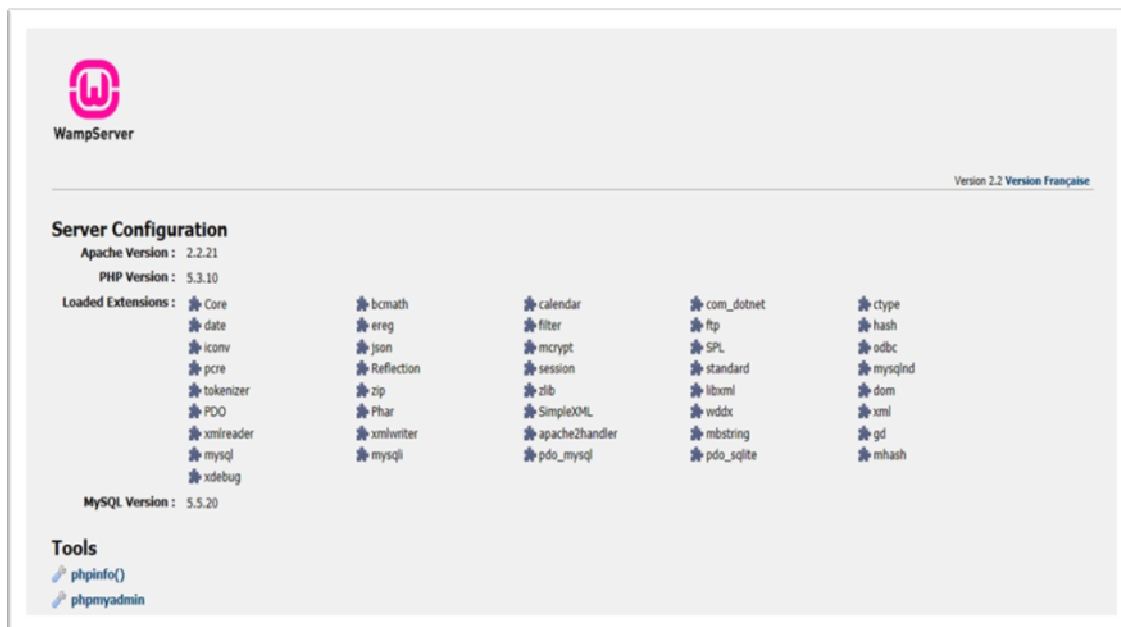 WampServer
Version 2.2 Version Française
Server Configuration
Apache Version : 2.2.21
PHP Version : 5.3.10
Loaded Extensions : Core bcmath calendar com_dotnet ctype
date ereg filter ftp hash
iconv json mcrypt SPL odbc
pcre Reflection session standard mysqlnd
tokenizer zip zlib libxml dom
PDO Phar SimpleXML wddx xml
xmlreader xmlwriter apache2handler mbstring gd
mysql mysqli pdo_mysql pdo_sqlite mhash
xdebug
MySQL Version : 5.5.20
Tools
phpinfo()
phpmyadmin